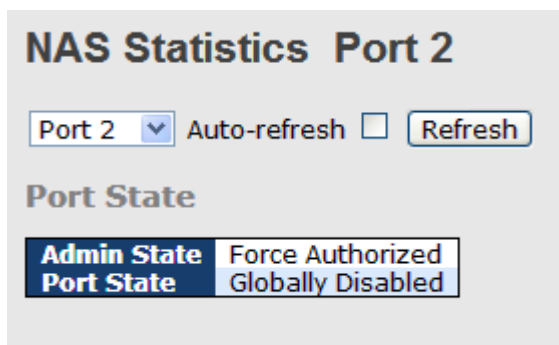 NAS Statistics  Port 2
Port 2 Auto-refresh Refresh
Port State
Admin State Force Authorized
Port State Globally Disabled